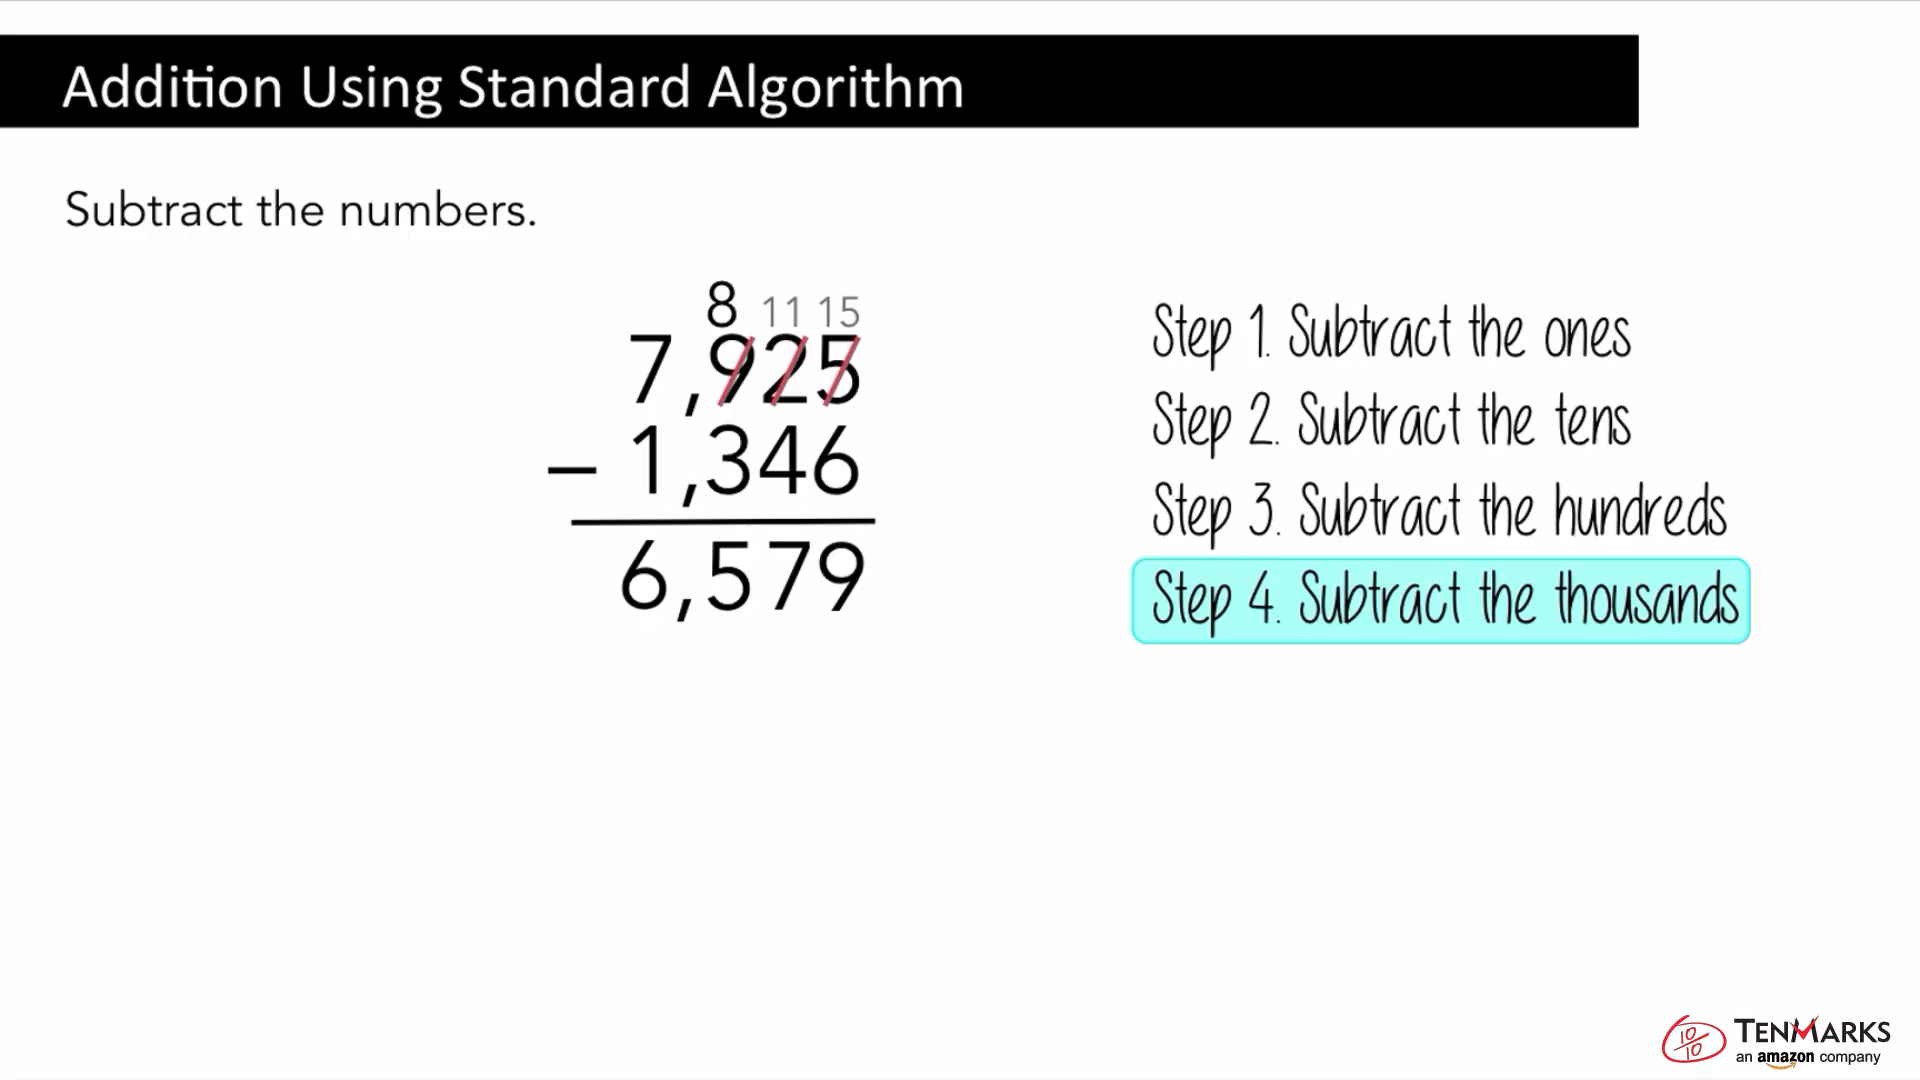 Addition Using Standard Algorithm
Subtract the numbers.
8 11 15
7,925
– 1,346
6,579
Step 1. Subtract the ones
Step 2. Subtract the tens
Step 3. Subtract the hundreds
Step 4. Subtract the thousands
10/10 TENMARKS
an amazon company